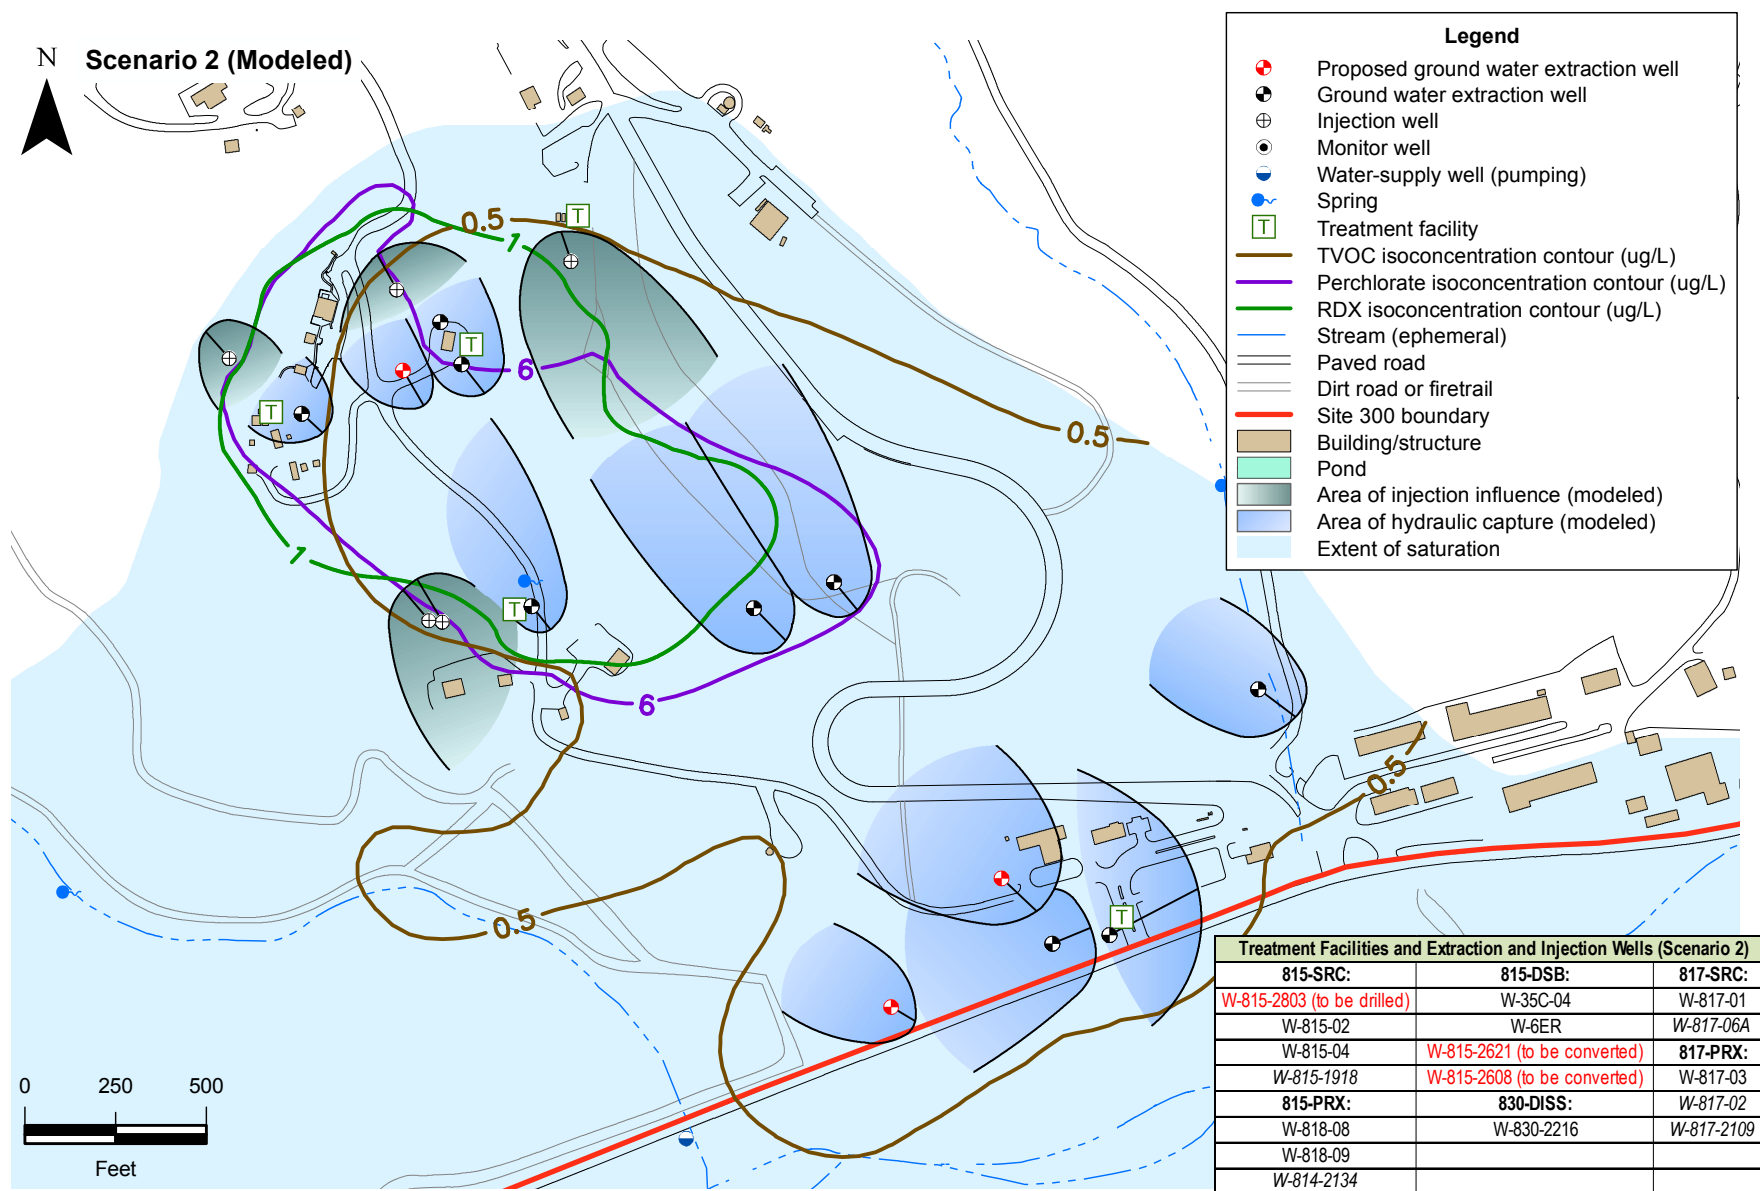 N
Scenario 2 (Modeled)
Legend
Proposed ground water extraction well
Ground water extraction well
Injection well
Monitor well
Water-supply well (pumping)
Spring
T Treatment facility
TVOC isoconcentration contour (ug/L)
Perchlorate isoconcentration contour (ug/L)
RDX isoconcentration contour (ug/L)
Stream (ephemeral)
Paved road
Dirt road or firetrail
Site 300 boundary
Building/structure
Pond
Area of injection influence (modeled)
Area of hydraulic capture (modeled)
Extent of saturation
0.5
T
1
T
6
T
0.5
1
T
6
0.5
0.5
T
Treatment Facilities and Extraction and Injection Wells (Scenario 2)
815-SRC: 815-DSB: 817-SRC:
W-815-2803 (to be drilled) W-35C-04 W-817-01
W-815-02 W-6ER W-817-06A
W-815-04 W-815-2621 (to be converted) 817-PRX:
W-815-1918 W-815-2608 (to be converted) W-817-03
815-PRX: 830-DISS: W-817-02
W-818-08 W-830-2216 W-817-2109
W-818-09
W-814-2134
0 250 500
Feet